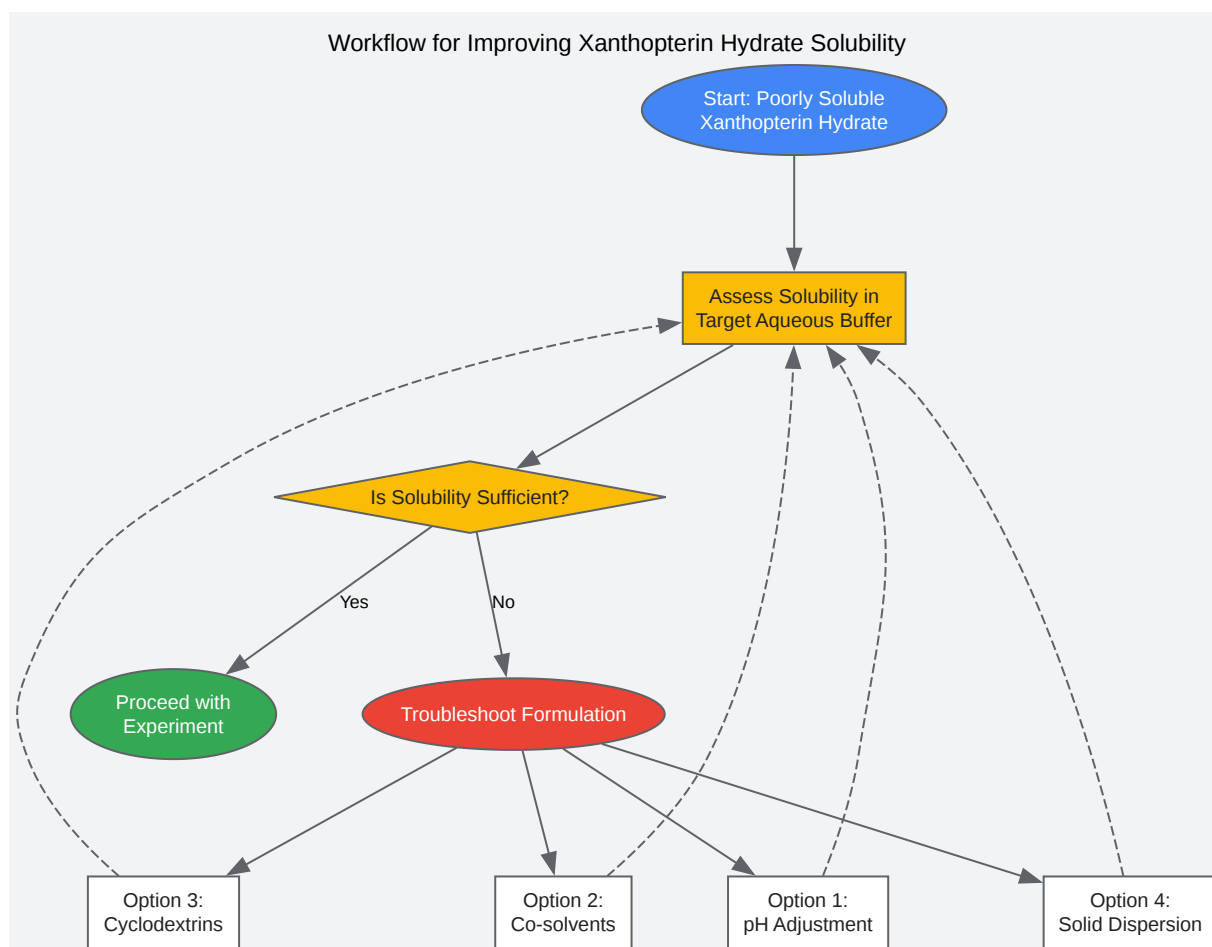 Workflow for Improving Xanthopterin Hydrate Solubility
Start: Poorly Soluble
Xanthopterin Hydrate
Assess Solubility in
Target Aqueous Buffer
Is Solubility Sufficient?
Yes
No
Proceed with
Experiment
Troubleshoot Formulation
Option 3:
Cyclodextrins
Option 2:
Co-solvents
Option 1:
pH Adjustment
Option 4:
Solid Dispersion